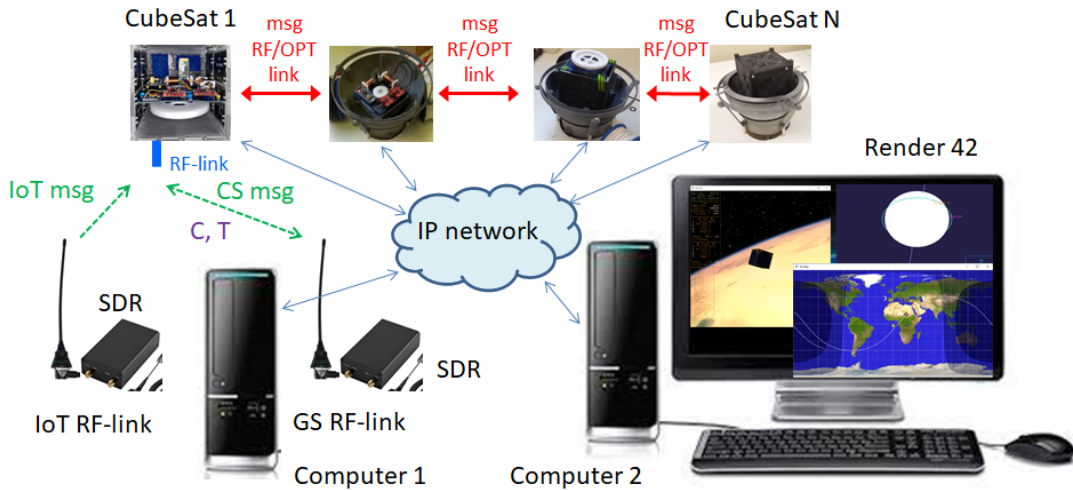 CubeSat 1
msg
RF/OPT
link
msg
RF/OPT
link
msg
RF/OPT
link
CubeSat N
Render 42
RF-link
IoT msg
CS msg
C, T
IP network
SDR
SDR
IoT RF-link
GS RF-link
Computer 1
Computer 2